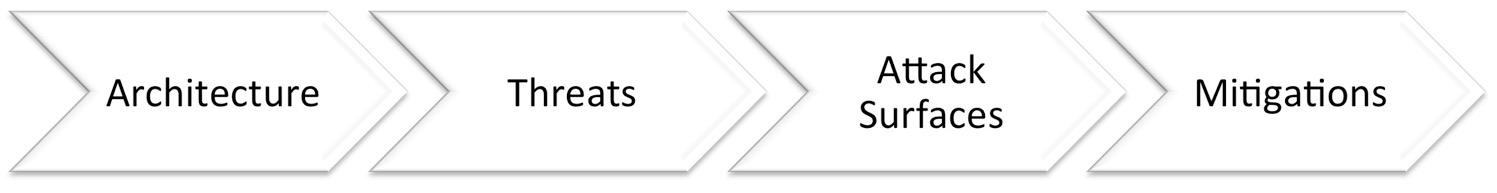 Architecture
Threats
Attack
Surfaces
Mitigations